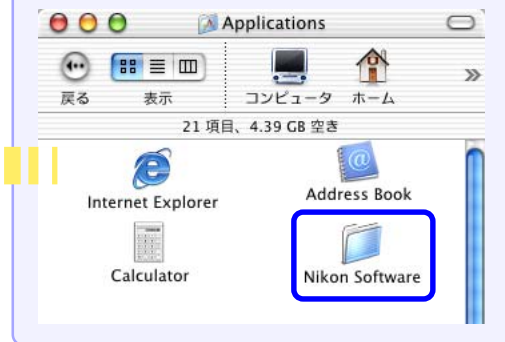 Applications
戻る 表示 コンピュータ ホーム
21 項目、4.39 GB 空き
Internet Explorer Address Book
Calculator Nikon Software